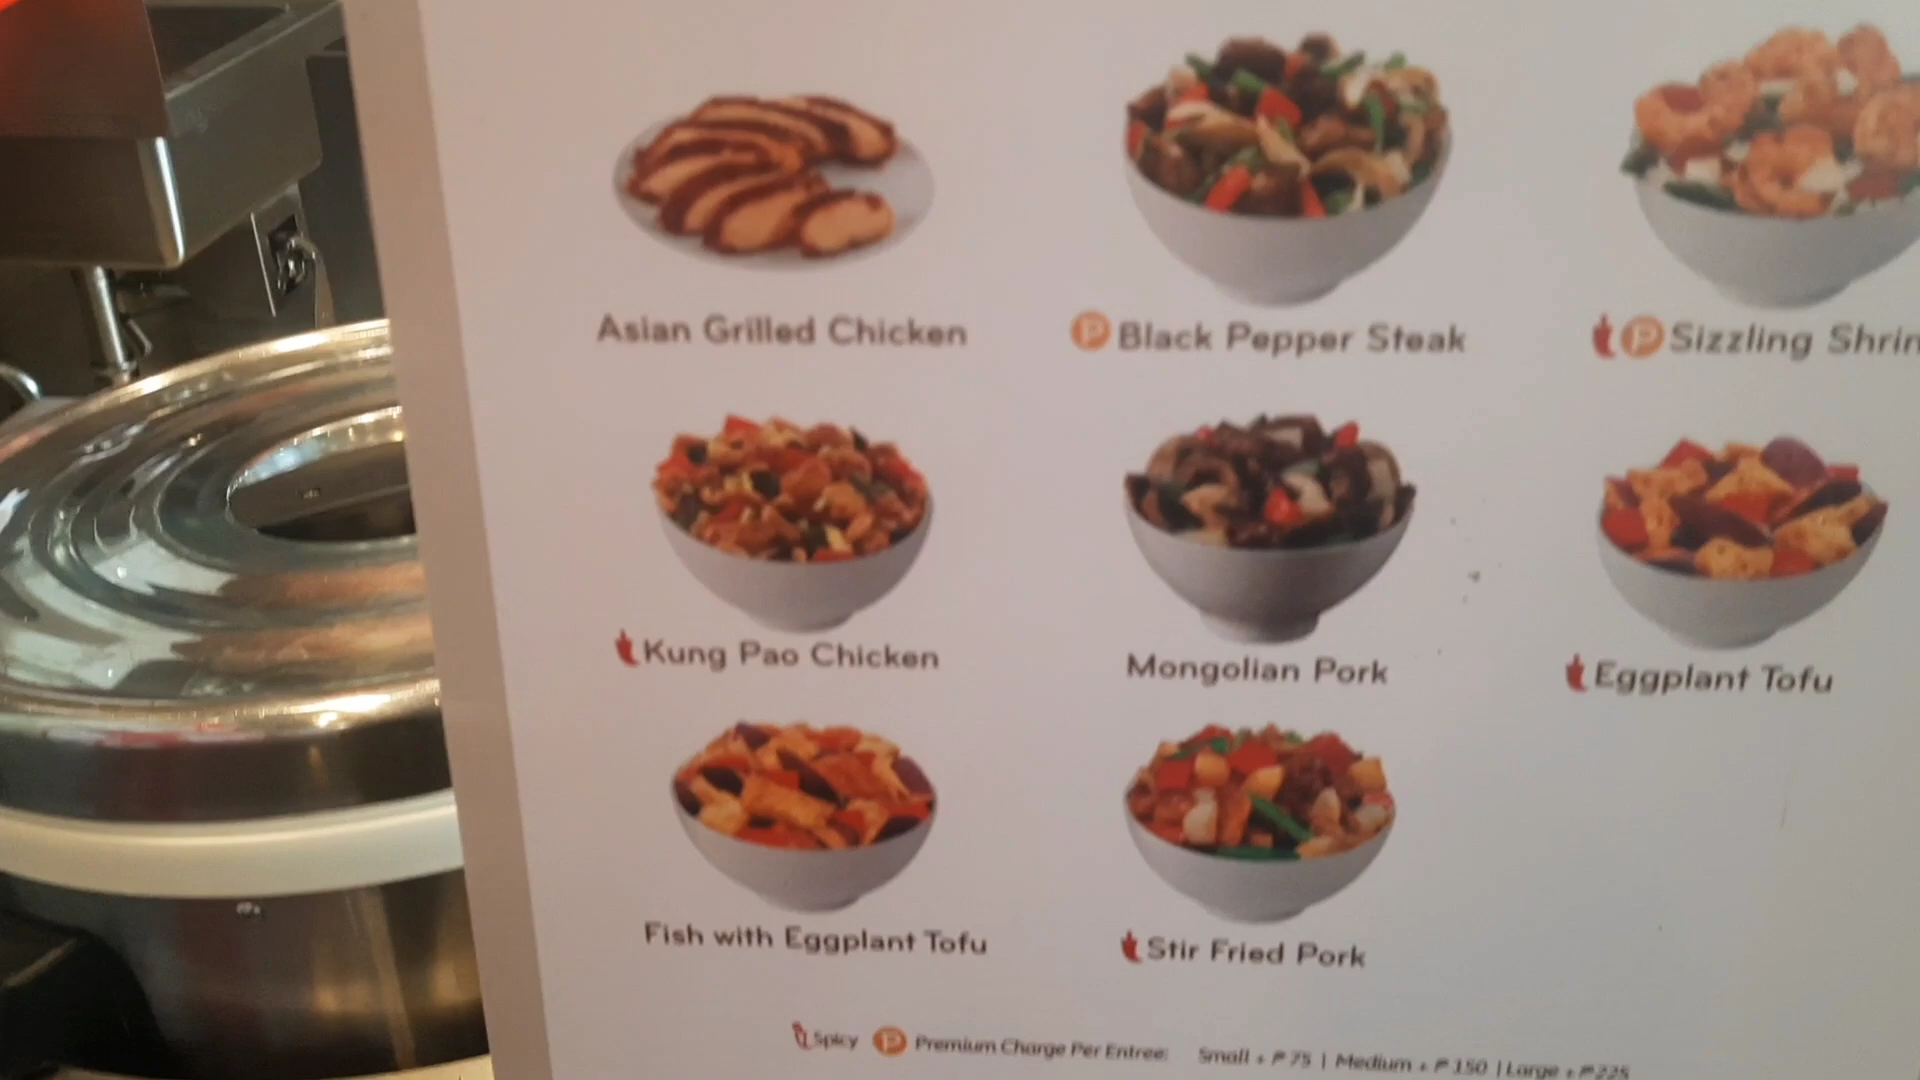 Asian Grilled Chicken
P Black Pepper Steak
P Sizzling Shrim
Kung Pao Chicken
Mongolian Pork
Eggplant Tofu
Fish with Eggplant Tofu
Stir Fried Pork
Spicy P Premium Charge Per Entree: Small + ₱75 | Medium + ₱150 | Large + ₱225